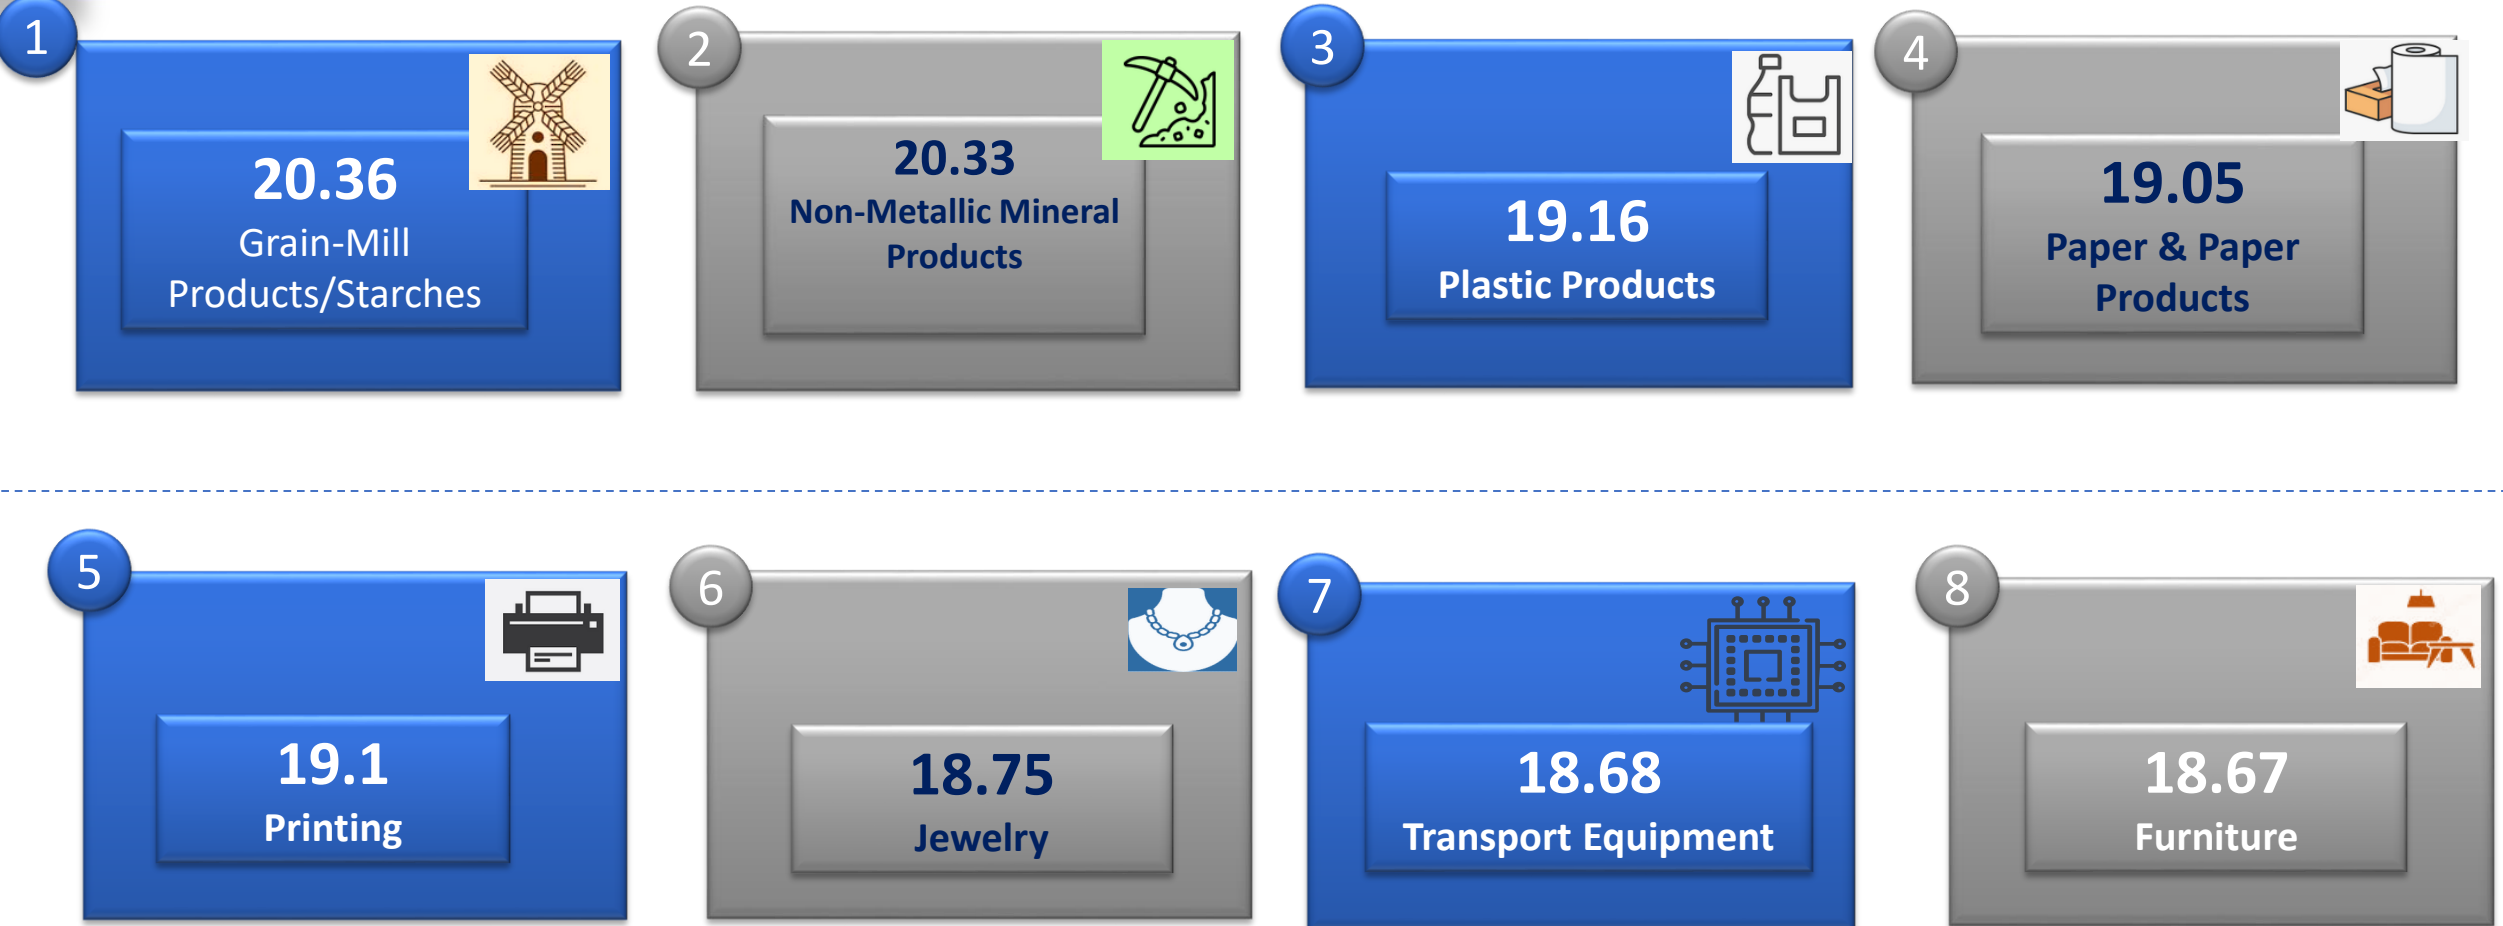 1
20.36
Grain-Mill
Products/Starches
2
20.33
Non-Metallic Mineral
Products
3
19.16
Plastic Products
4
19.05
Paper & Paper
Products
5
19.1
Printing
6
18.75
Jewelry
7
18.68
Transport Equipment
8
18.67
Furniture